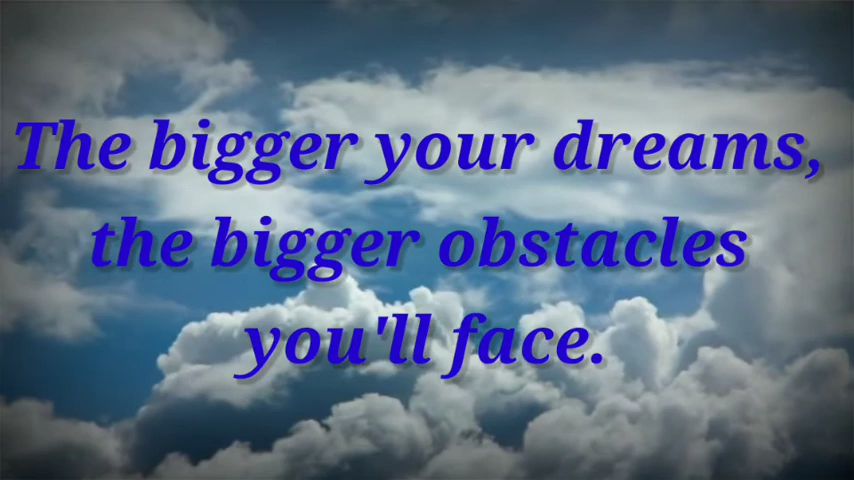 The bigger your dreams,
the bigger obstacles
you'll face.